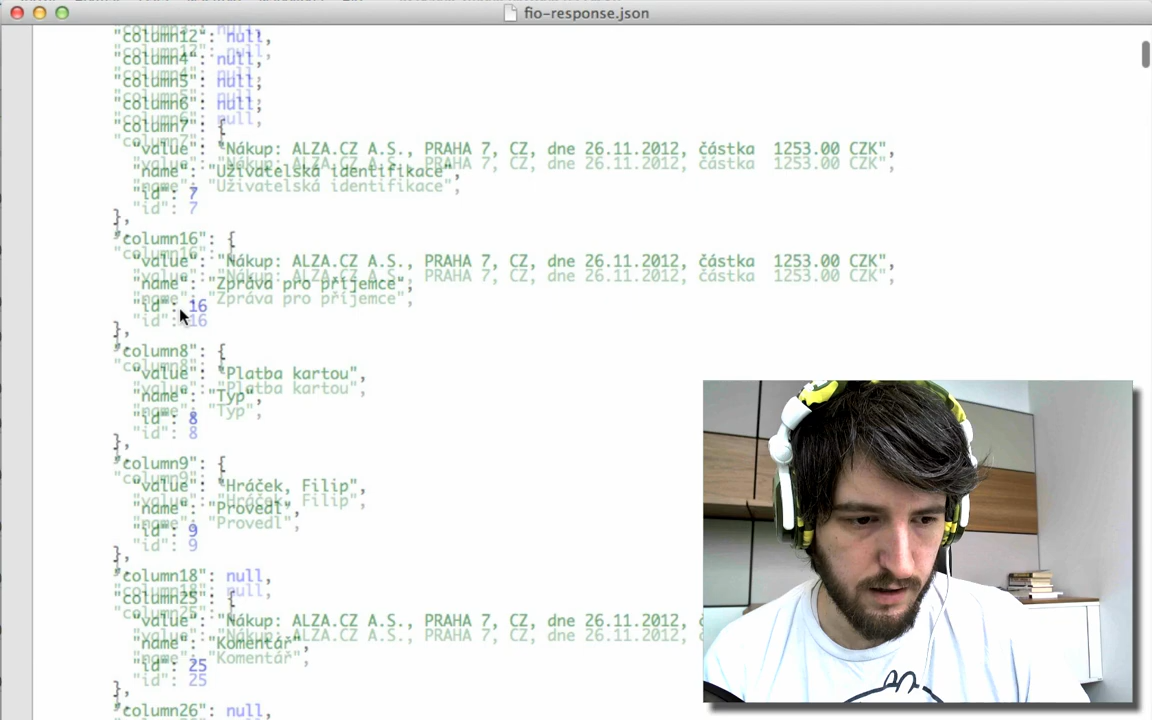 fio-response.json
"column12": null,
"column4": null,
"column5": null,
"column6": null,
"column7": {
"value": "Nákup: ALZA.CZ A.S., PRAHA 7, CZ, dne 26.11.2012, částka  1253.00 CZK",
"name": "Uživatelská identifikace",
"id": 7
},
"column16": {
"value": "Nákup: ALZA.CZ A.S., PRAHA 7, CZ, dne 26.11.2012, částka  1253.00 CZK",
"name": "Zpráva pro příjemce",
"id": 16
},
"column8": {
"value": "Platba kartou",
"name": "Typ",
"id": 8
},
"column9": {
"value": "Hráček, Filip",
"name": "Provedl",
"id": 9
},
"column18": null,
"column25": {
"value": "Nákup: ALZA.CZ A.S., PRAHA 7, CZ, dne 26.11.2012,
"name": "Komentář",
"id": 25
},
"column26": null,